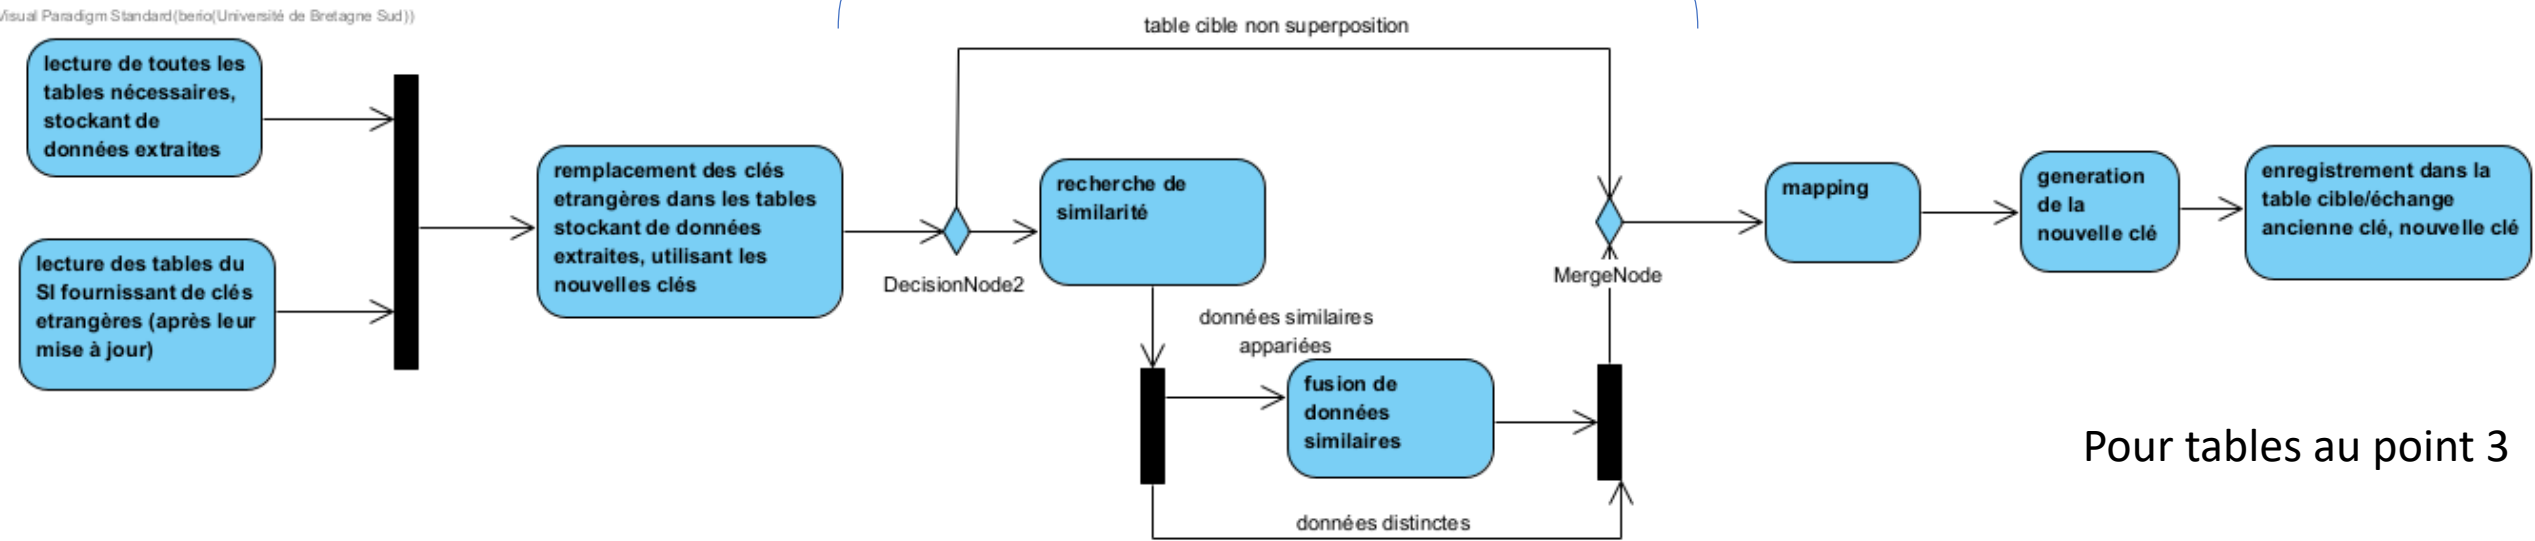 Visual Paradigm Standard(berio(Université de Bretagne Sud))
lecture de toutes les
tables nécessaires,
stockant de
données extraites
lecture des tables du
SI fournissant de clés
etrangères (après leur
mise à jour)
remplacement des clés
etrangères dans les tables
stockant de données
extraites, utilisant les
nouvelles clés
table cible non superposition
DecisionNode2
recherche de
similarité
données similaires
appariées
fusion de
données
similaires
données distinctes
MergeNode
mapping
generation
de la
nouvelle clé
enregistrement dans la
table cible/échange
ancienne clé, nouvelle clé
Pour tables au point 3